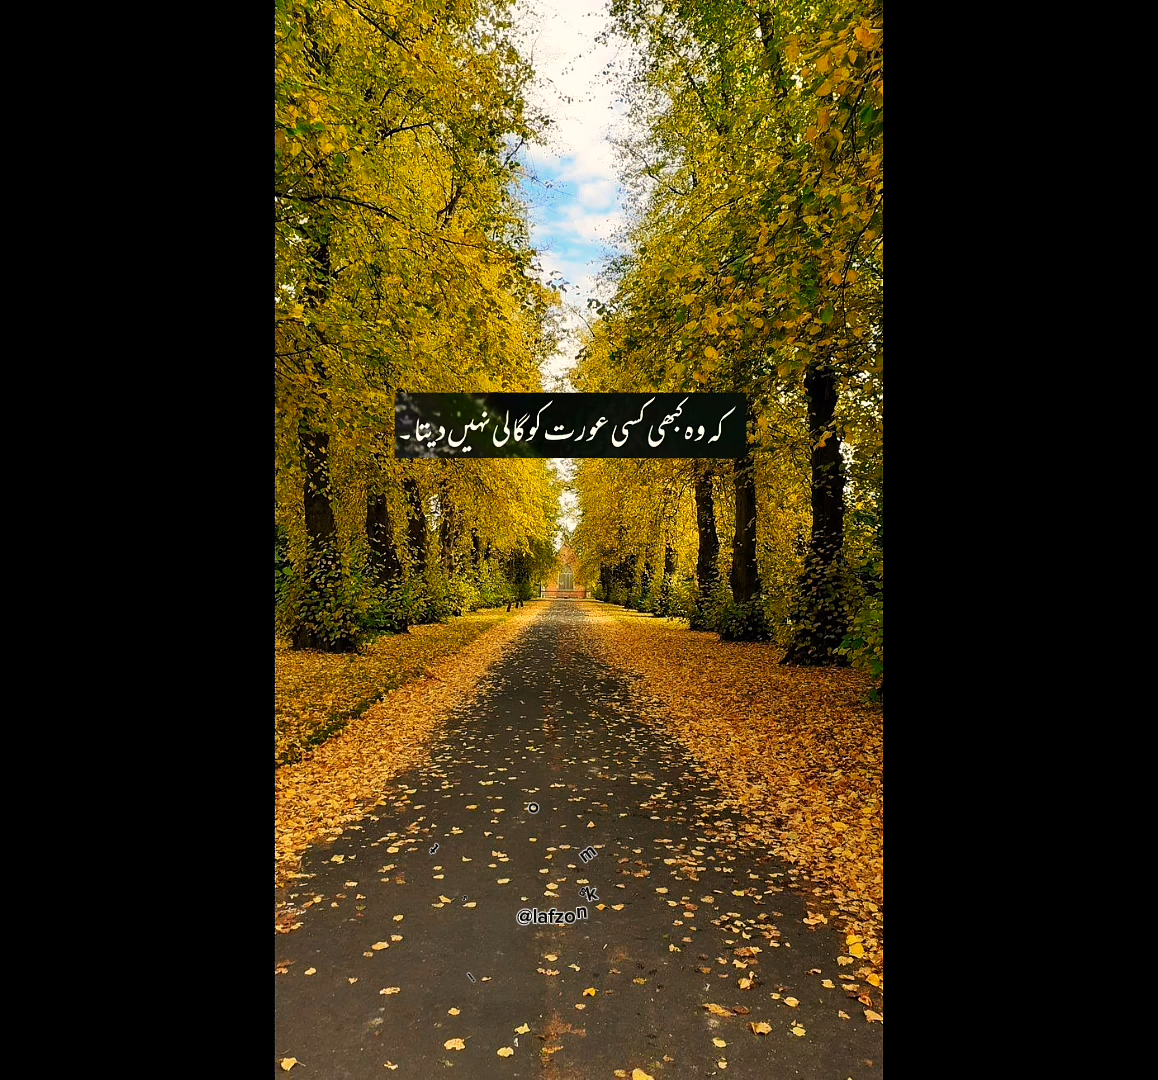 کہ وہ کبھی کسی عورت کو گالی نہیں دیتا۔
@lafzon